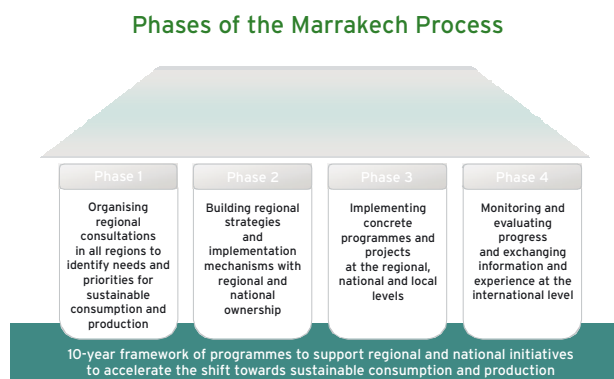 Phases of the Marrakech Process
Phase 1
Organising
regional
consultations
in all regions to
identify needs and
priorities for
sustainable
consumption and
production
Phase 2
Building regional
strategies
and
implementation
mechanisms with
regional and
national
ownership
Phase 3
Implementing
concrete
programmes and
projects
at the regional,
national and local
levels
Phase 4
Monitoring and
evaluating
progress
and exchanging
information and
experience at the
international level
10-year framework of programmes to support regional and national initiatives
to accelerate the shift towards sustainable consumption and production